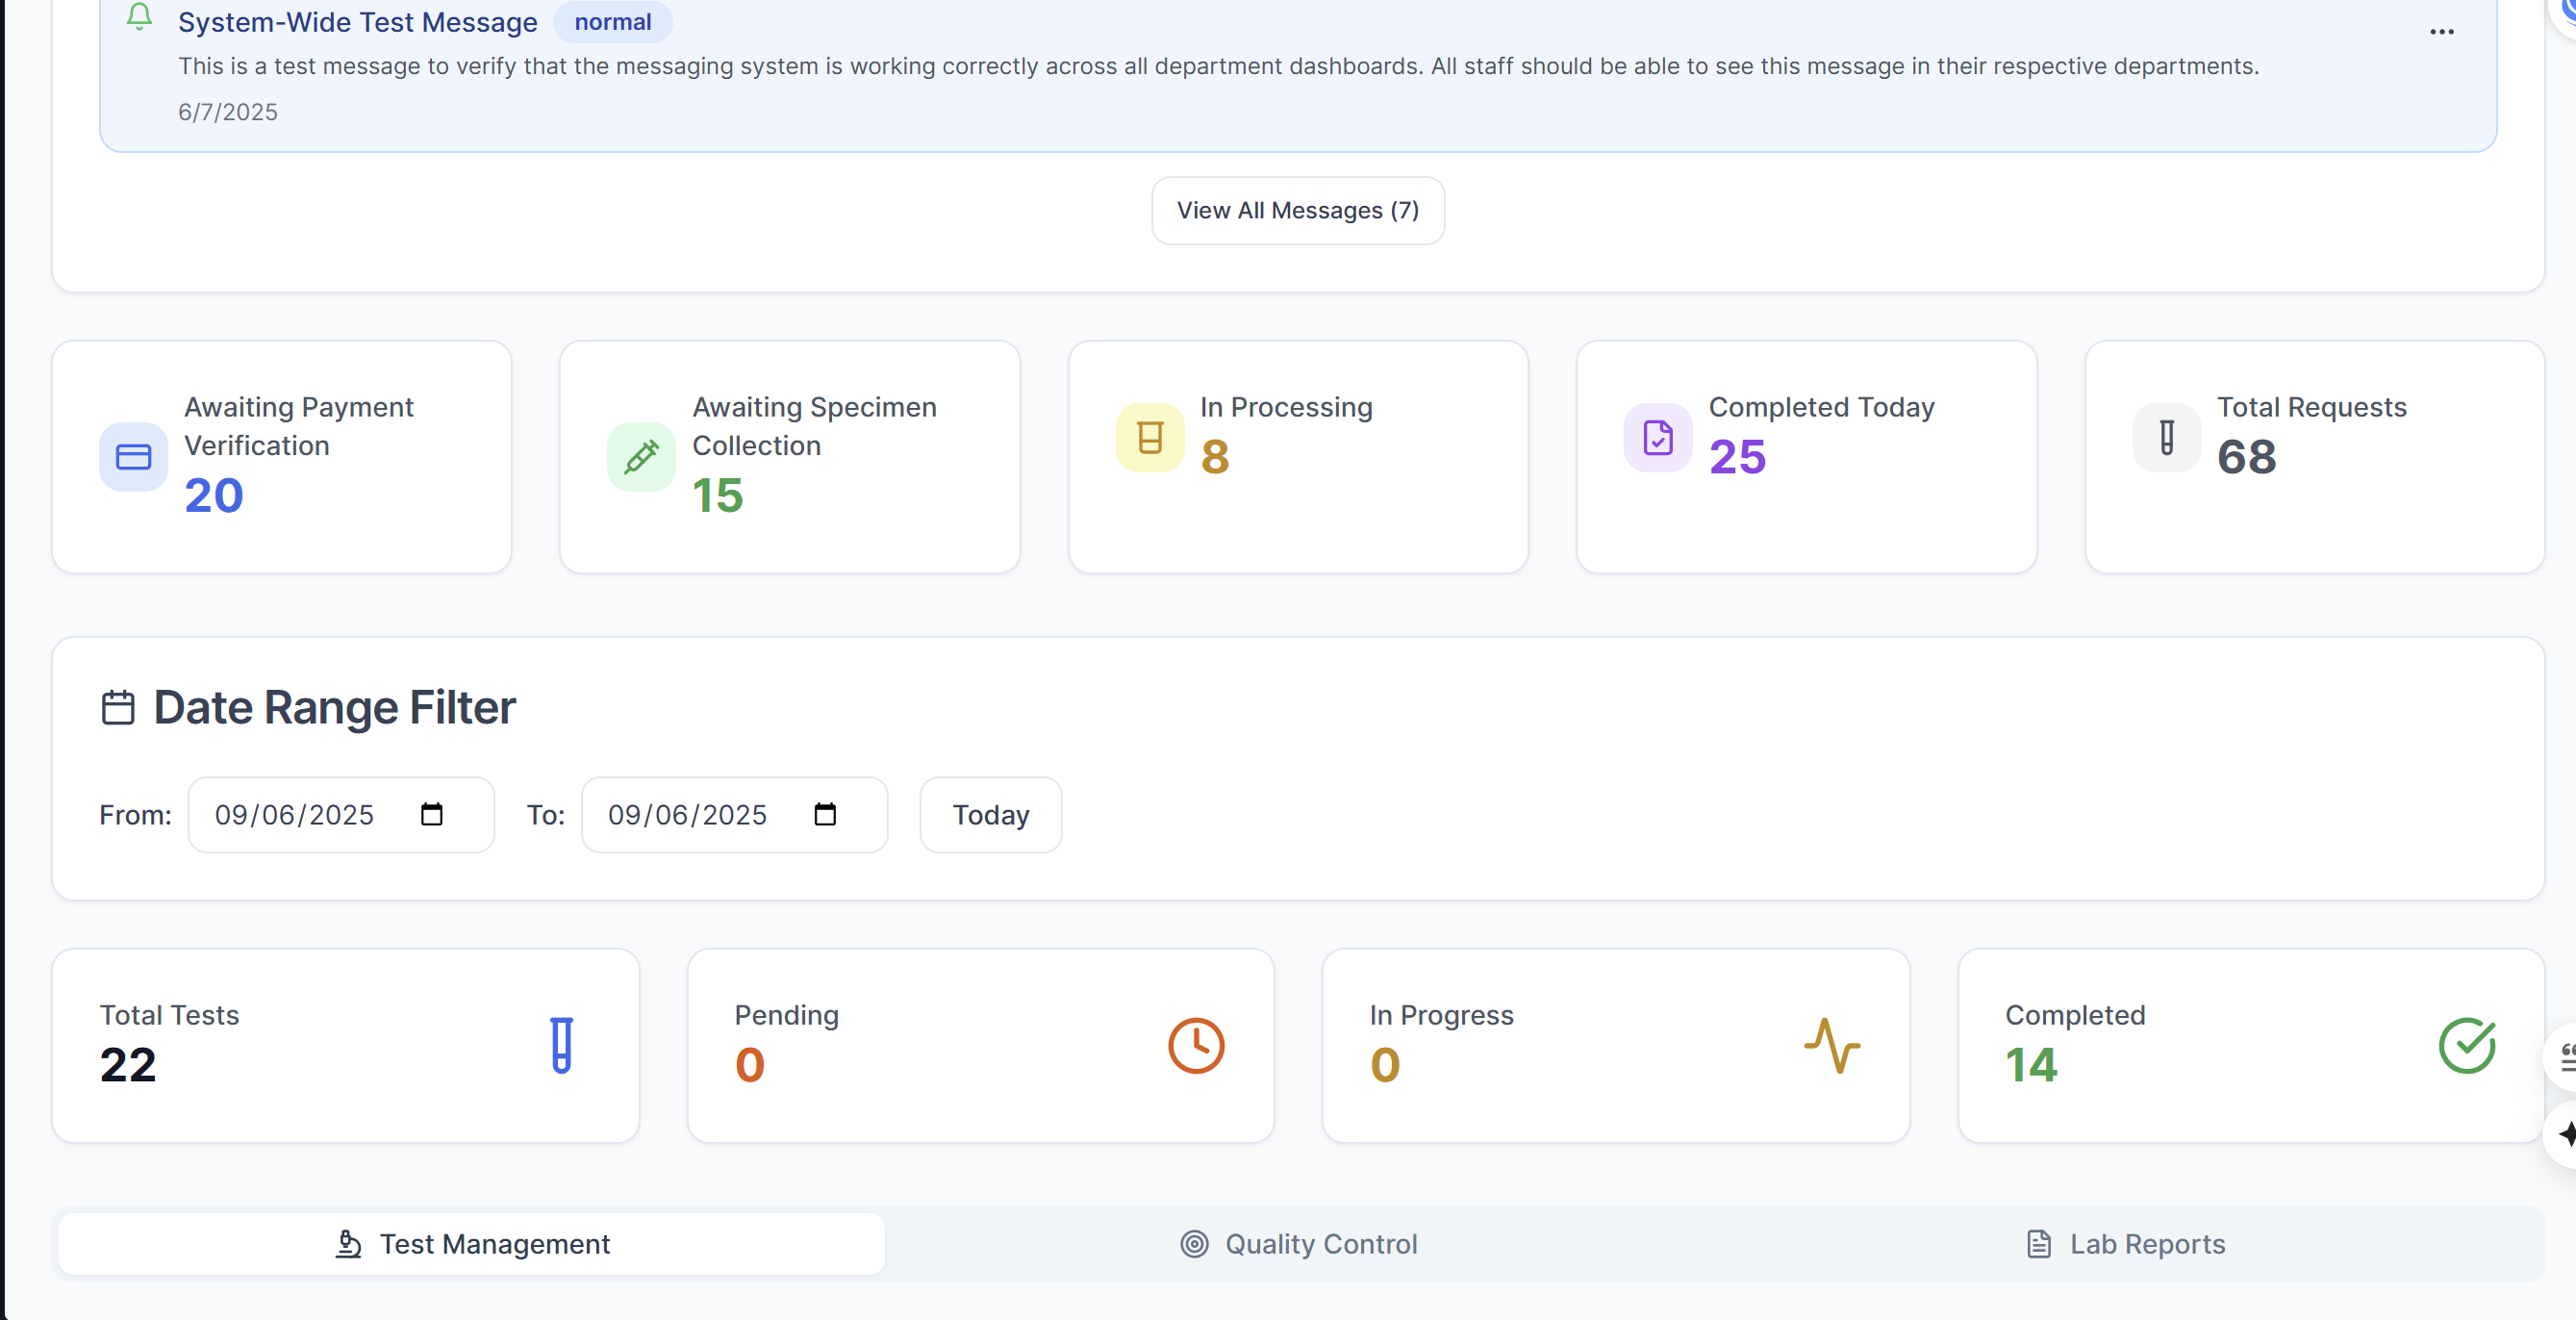 System-Wide Test Message normal
This is a test message to verify that the messaging system is working correctly across all department dashboards. All staff should be able to see this message in their respective departments.
6/7/2025
View All Messages (7)
Awaiting Payment
Verification
20
Awaiting Specimen
Collection
15
In Processing
8
Completed Today
25
Total Requests
68
Date Range Filter
From: 09/06/2025 To: 09/06/2025 Today
Total Tests
22
Pending
0
In Progress
0
Completed
14
Test Management
Quality Control
Lab Reports